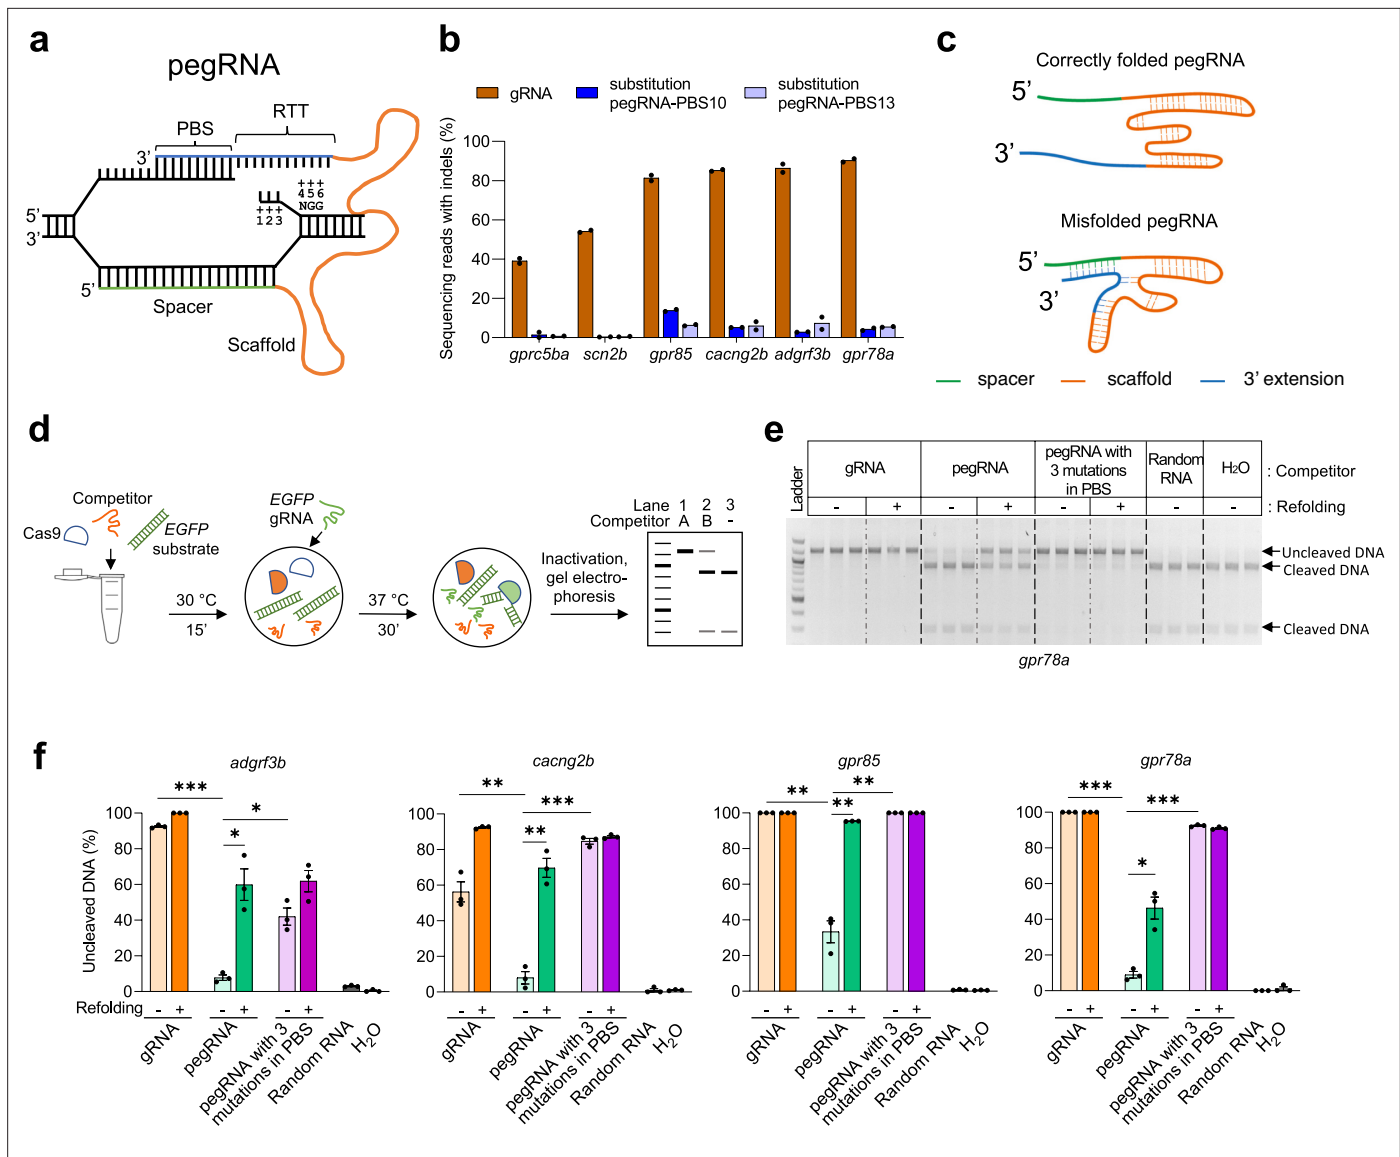 a
pegRNA
PBS
RTT
3’
+++
456
NGG
+++
123
5’
3’
5’
Spacer
Scaffold
b
gRNA
substitution
pegRNA-PBS10
substitution
pegRNA-PBS13
Sequencing reads with indels (%)
100
80
60
40
20
0
gprc5ba
scn2b
gpr85
cacng2b
adgrf3b
gpr78a
c
Correctly folded pegRNA
5’
3’
Misfolded pegRNA
5’
3’
spacer
scaffold
3’ extension
d
Competitor
Cas9
EGFP
substrate
30 °C
15’
EGFP
gRNA
37 °C
30’
Inactivation,
gel electro-
phoresis
Lane 1 2 3
Competitor A B -
e
Ladder
gRNA
pegRNA
pegRNA with
3 mutations
in PBS
Random
RNA
H2O
: Competitor
- + - + - + - -
: Refolding
Uncleaved DNA
Cleaved DNA
Cleaved DNA
gpr78a
f
adgrf3b
Uncleaved DNA (%)
100
80
60
40
20
0
***
*
*
Refolding
- + - + - +
gRNA
pegRNA
pegRNA with 3
mutations in PBS
Random RNA
H2O
cacng2b
100
80
60
40
20
0
**
***
**
- + - + - +
gRNA
pegRNA
pegRNA with 3
mutations in PBS
Random RNA
H2O
gpr85
100
80
60
40
20
0
**
**
**
- + - + - +
gRNA
pegRNA
pegRNA with 3
mutations in PBS
Random RNA
H2O
gpr78a
100
80
60
40
20
0
***
***
*
- + - + - +
gRNA
pegRNA
pegRNA with 3
mutations in PBS
Random RNA
H2O